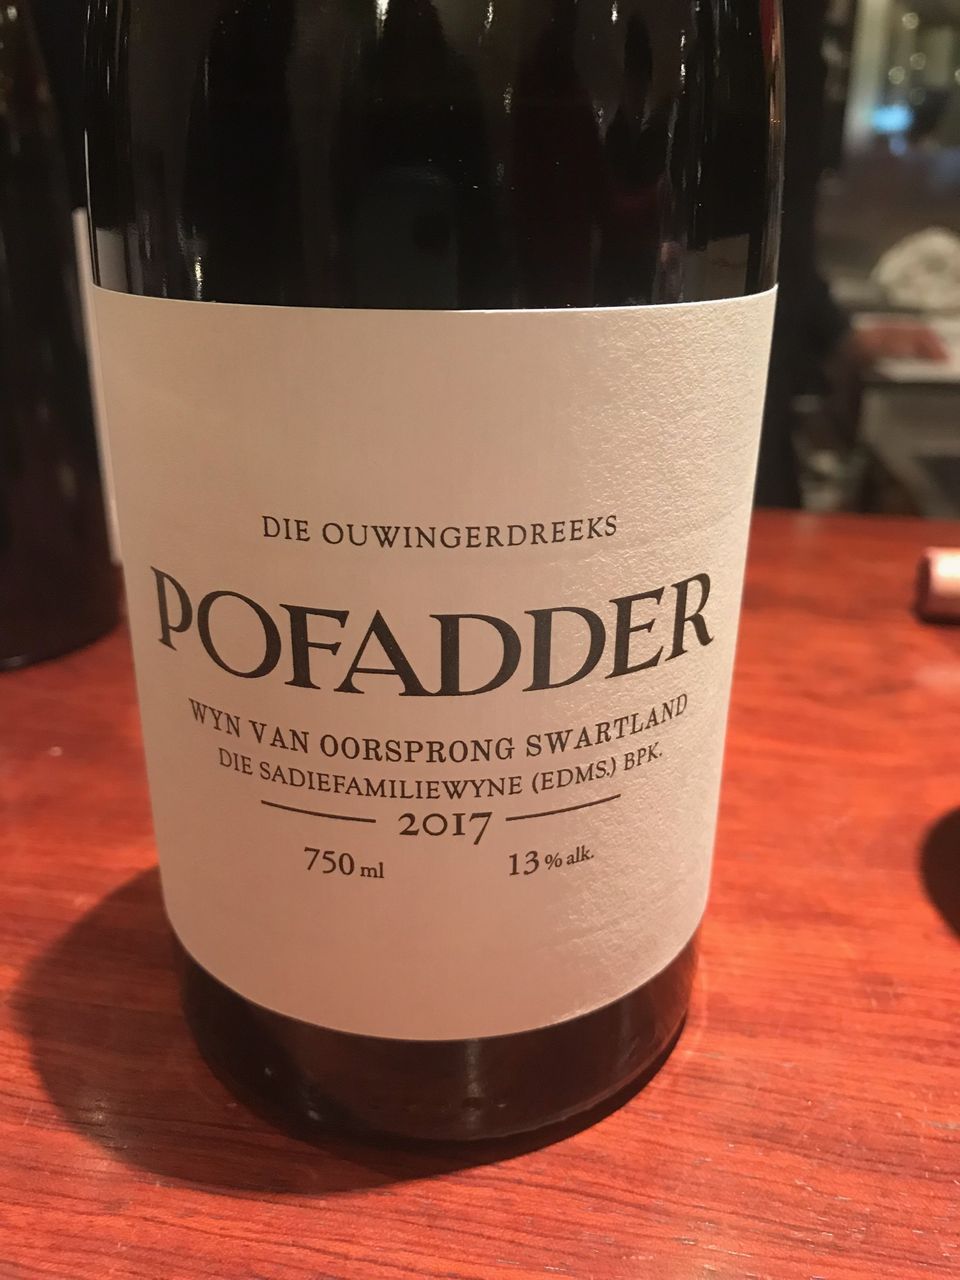 DIE OUWINGERDREEKS
POFADDER
WYN VAN OORSPRONG SWARTLAND
DIE SADIEFAMILIEWYNE (EDMS.) BPK.
2017
750 ml 13 % alk.